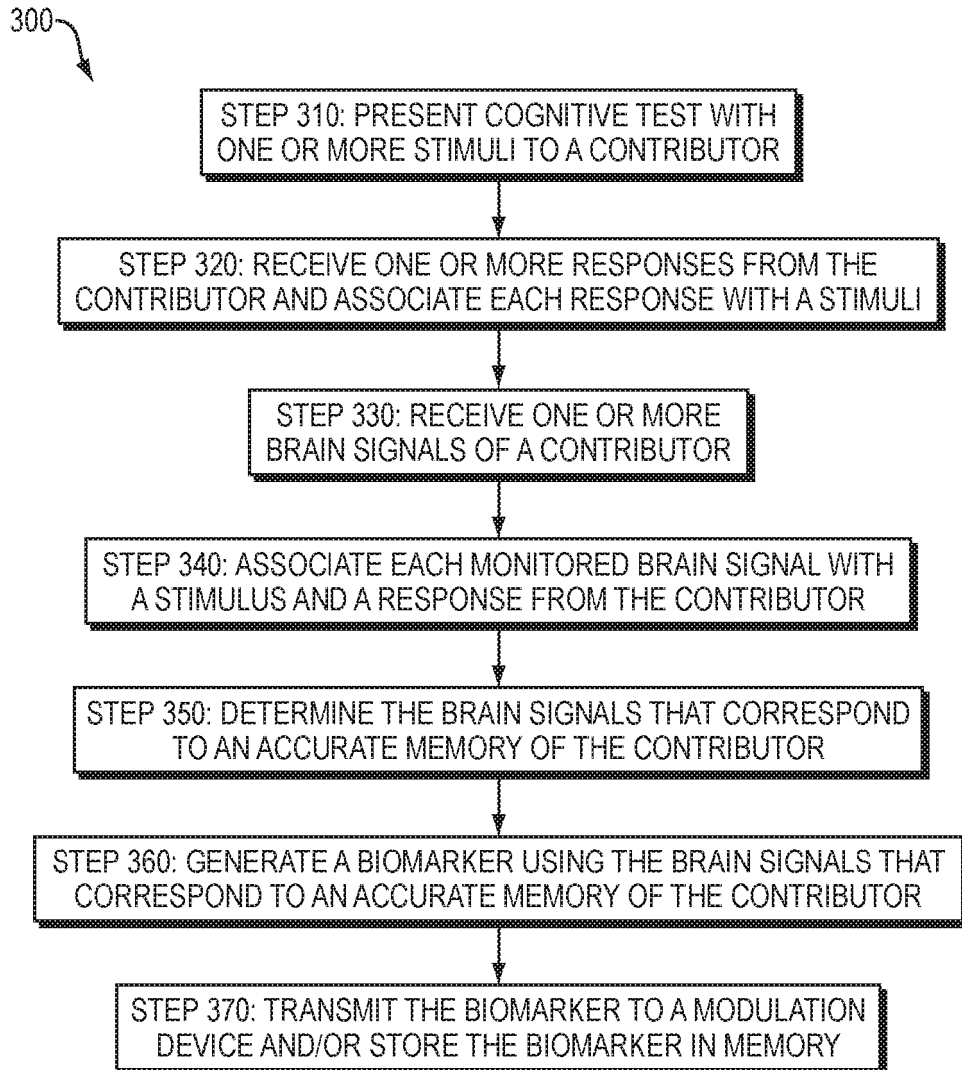 300
STEP 310: PRESENT COGNITIVE TEST WITH
ONE OR MORE STIMULI TO A CONTRIBUTOR
STEP 320: RECEIVE ONE OR MORE RESPONSES FROM THE
CONTRIBUTOR AND ASSOCIATE EACH RESPONSE WITH A STIMULI
STEP 330: RECEIVE ONE OR MORE
BRAIN SIGNALS OF A CONTRIBUTOR
STEP 340: ASSOCIATE EACH MONITORED BRAIN SIGNAL WITH
A STIMULUS AND A RESPONSE FROM THE CONTRIBUTOR
STEP 350: DETERMINE THE BRAIN SIGNALS THAT CORRESPOND
TO AN ACCURATE MEMORY OF THE CONTRIBUTOR
STEP 360: GENERATE A BIOMARKER USING THE BRAIN SIGNALS THAT
CORRESPOND TO AN ACCURATE MEMORY OF THE CONTRIBUTOR
STEP 370: TRANSMIT THE BIOMARKER TO A MODULATION
DEVICE AND/OR STORE THE BIOMARKER IN MEMORY